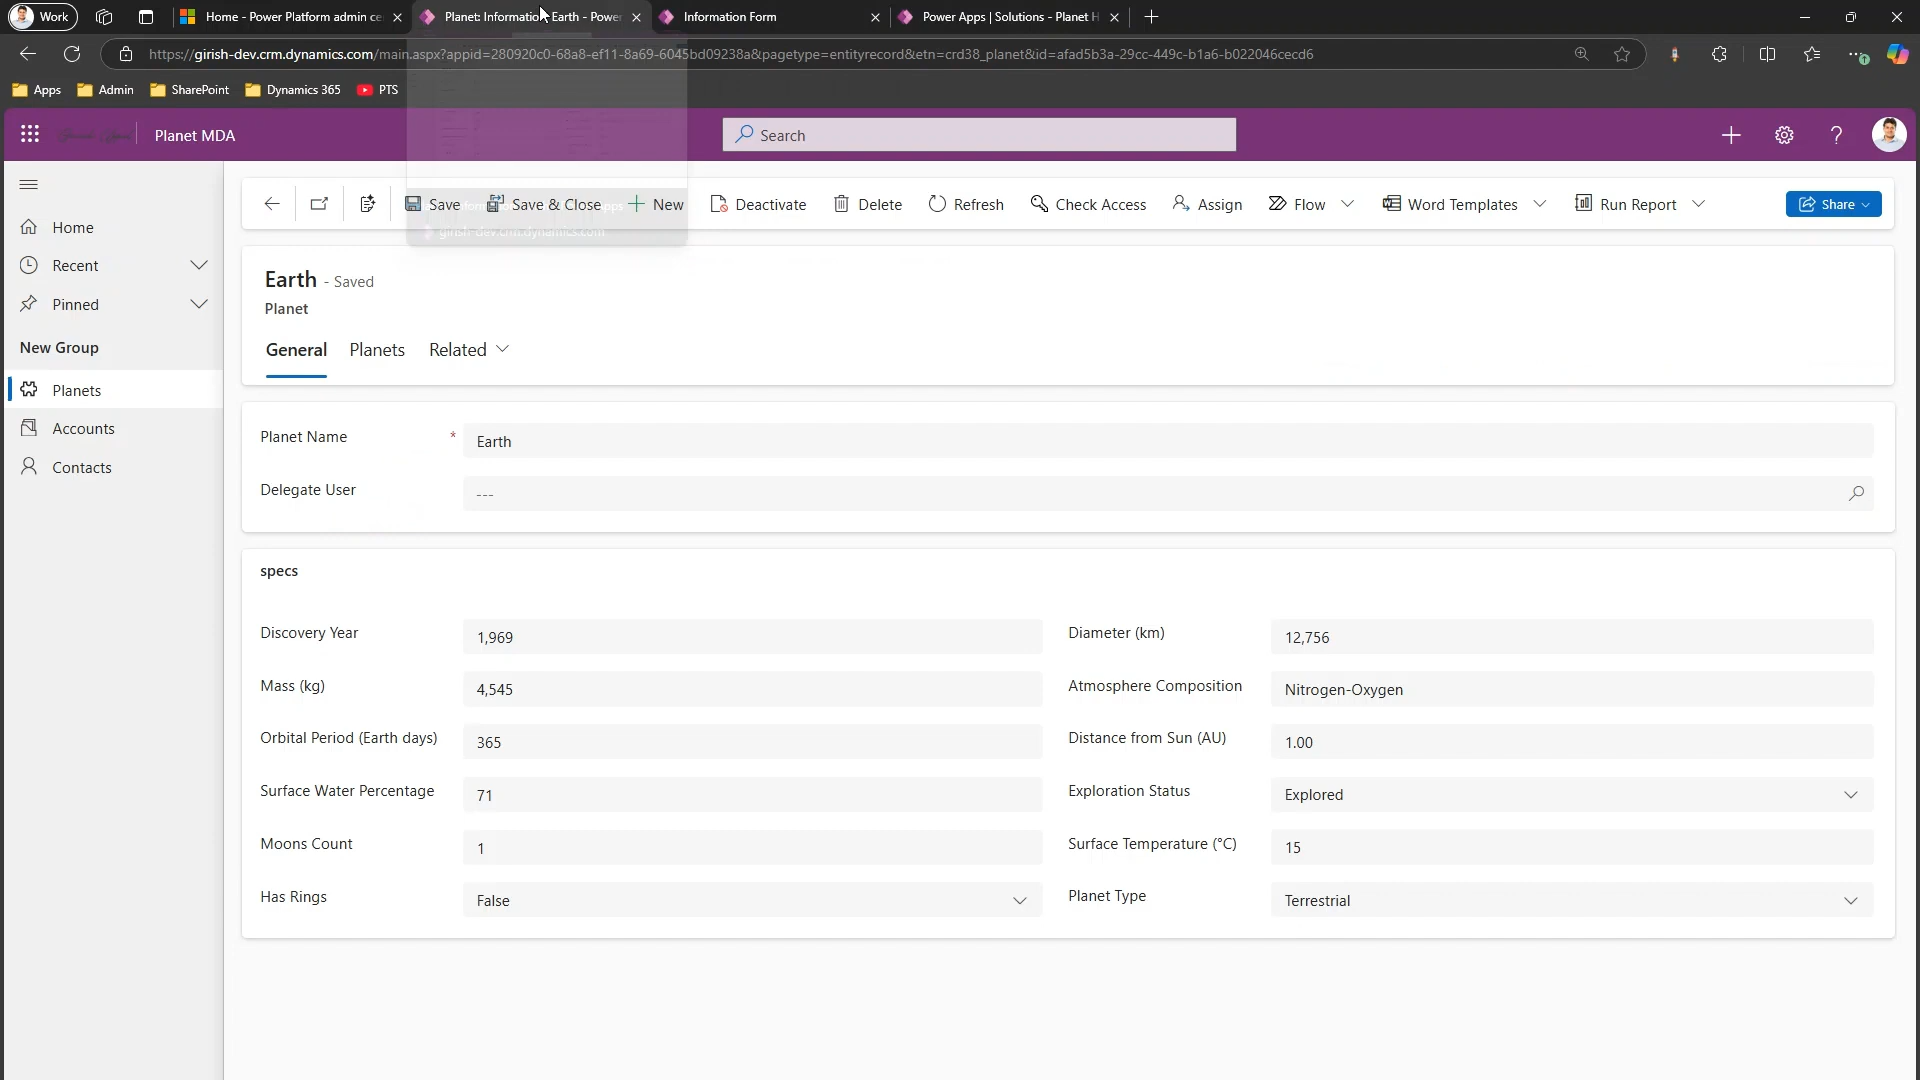 Work
Home - Power Platform admin ce
Planet: Information: Earth - Power
Information Form
Power Apps | Solutions - Planet H
https://girish-dev.crm.dynamics.com/main.aspx?appid=280920c0-68a8-ef11-8a69-6045bd09238a&pagetype=entityrecord&etn=crd38_planet&id=afad5b3a-29cc-449c-b1a6-b022046cecd6
Apps
Admin
SharePoint
Dynamics 365
PTS
Planet MDA
Search
Save
Save & Close
New
Deactivate
Delete
Refresh
Check Access
Assign
Flow
Word Templates
Run Report
Share
girish-dev.crm.dynamics.com
Home
Recent
Pinned
New Group
Planets
Accounts
Contacts
Earth - Saved
Planet
General
Planets
Related
Planet Name * Earth
Delegate User ---
specs
Discovery Year 1,969
Diameter (km) 12,756
Mass (kg) 4,545
Atmosphere Composition Nitrogen-Oxygen
Orbital Period (Earth days) 365
Distance from Sun (AU) 1.00
Surface Water Percentage 71
Exploration Status Explored
Moons Count 1
Surface Temperature (°C) 15
Has Rings False
Planet Type Terrestrial